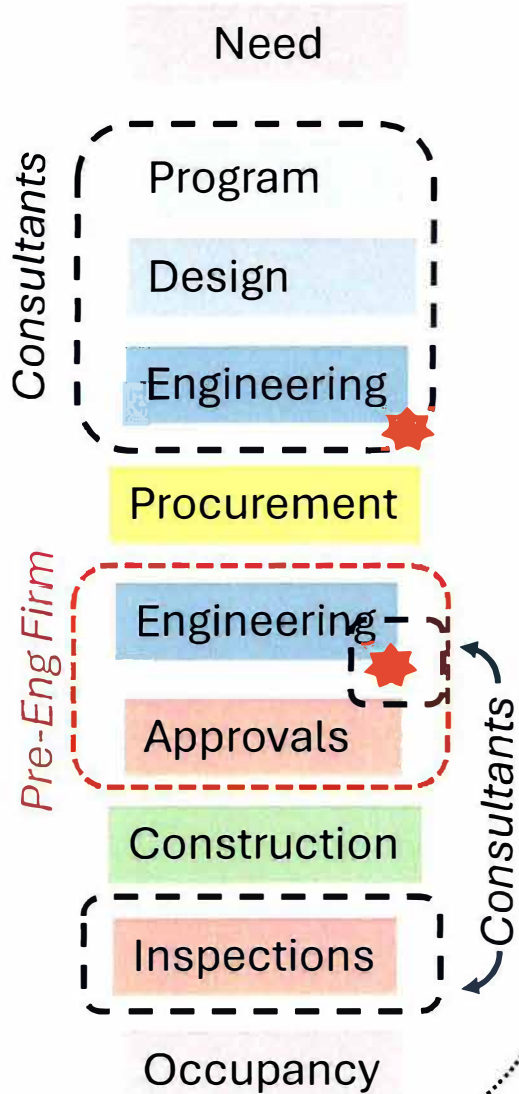 Need
Consultants
Program
Design
Engineering
Procurement
Pre-Eng Firm
Engineering
Approvals
Consultants
Construction
Inspections
Occupancy